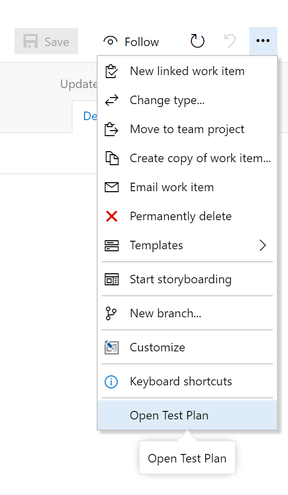 Save
Follow
New linked work item
Update
Change type...
De
Move to team project
Create copy of work item...
Email work item
Permanently delete
Templates
Start storyboarding
New branch...
Customize
Keyboard shortcuts
Open Test Plan
Open Test Plan